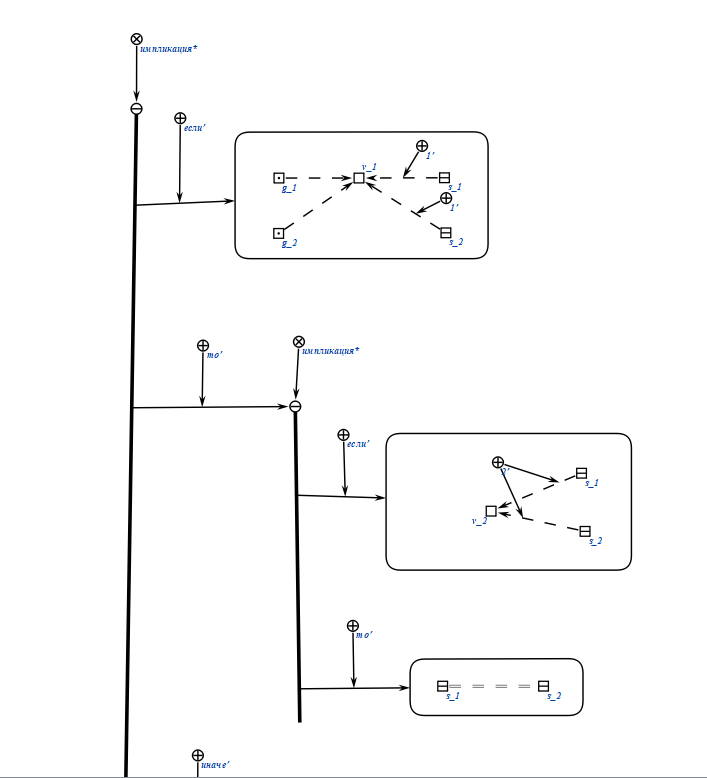 импликация*
если'
1'
v_1
g_1
s_1
1'
g_2
s_2
то'
импликация*
если'
2'
s_1
v_2
s_2
то'
s_1
s_2
иначе'